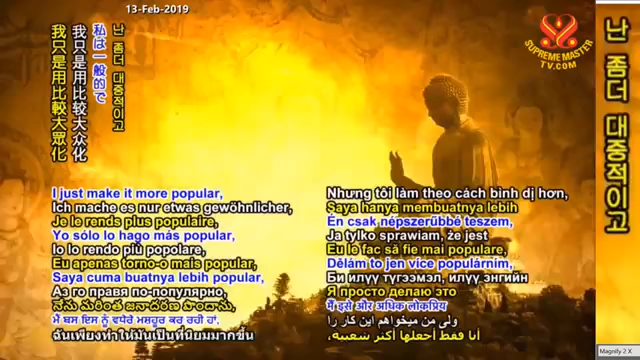 13-Feb-2019
SUPREME MASTER
TV.COM
난 좀더 대중적이고
私は一般的で
我只是用比较大众化
我只是用比較大眾化
난 좀더 대중적이고
I just make it more popular,
Ich mache es nur etwas gewöhnlicher,
Je le rends plus populaire,
Yo sólo lo hago más popular,
Io lo rendo più popolare,
Eu apenas torno-o mais popular,
Saya cuma buatnya lebih popular,
Аз го правя по-популярно,
నేను మరింత జనాదరణ పొందాను,
ਮੈਂ ਬਸ ਇਸ ਨੂੰ ਵਧੇਰੇ ਮਸ਼ਹੂਰ ਕਰ ਰਹੀ ਹਾਂ,
ฉันเพียงทำให้มันเป็นที่นิยมมากขึ้น
Nhưng tôi làm theo cách bình dị hơn,
Saya hanya membuatnya lebih
Én csak népszerűbbé teszem,
Ja tylko sprawiam, że jest
Eu le fac să fie mai populare,
Dělám to jen více populárním,
Би илүү түгээмэл, илүү энгийн
Я просто делаю это
मैं इसे और अधिक लोकप्रिय
ولی من میخواهم این کار را
أنا فقط أجعلها أكثر شعبية،
Magnify 2 X